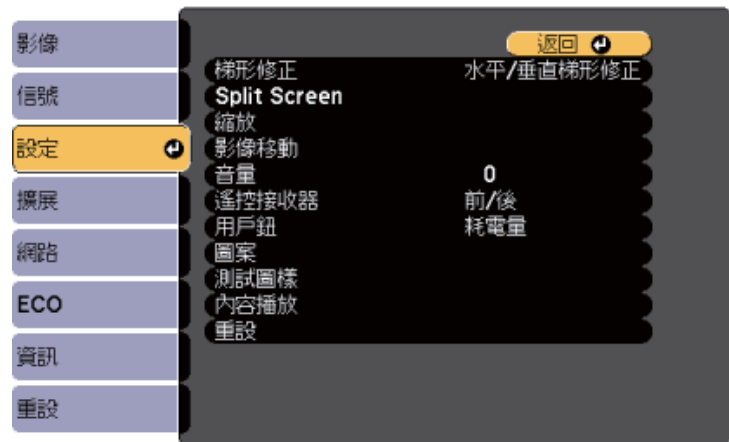 影像
信號
設定
擴展
網路
ECO
資訊
重設
返回
梯形修正 水平/垂直梯形修正
Split Screen
縮放
影像移動
音量 0
遙控接收器 前/後
用戶鈕 耗電量
圖案
測試圖樣
內容播放
重設